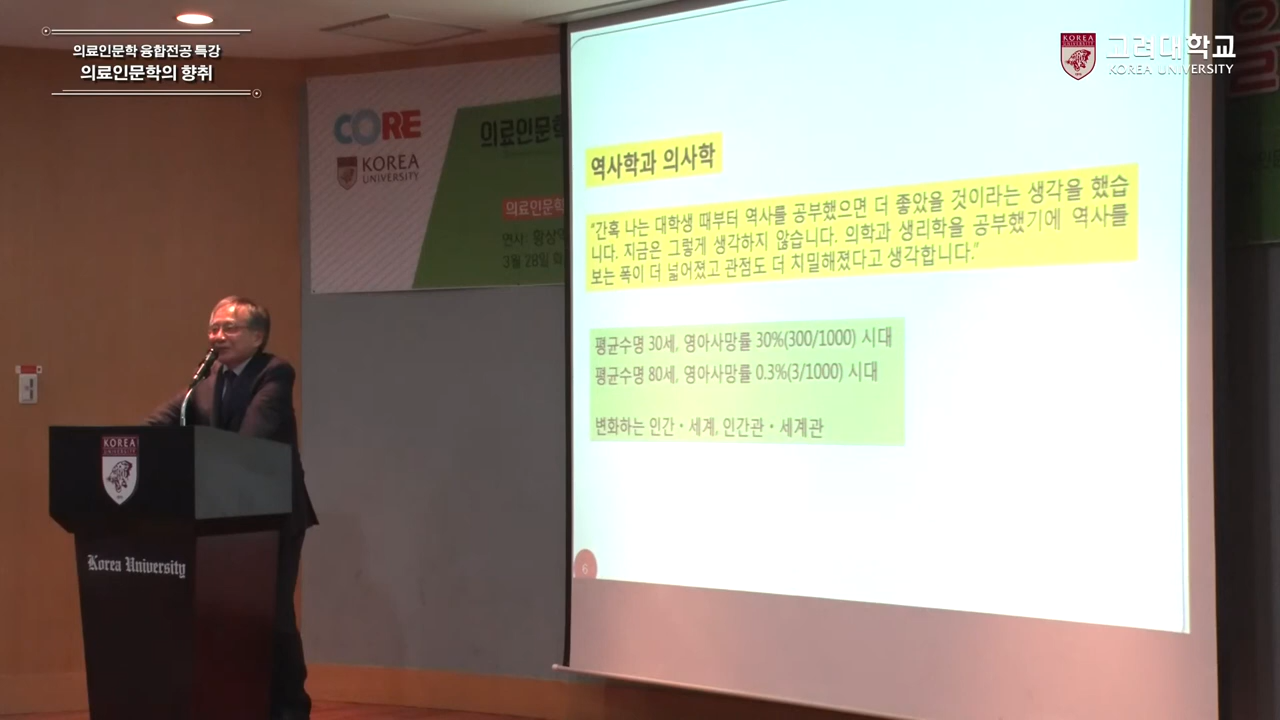 의료인문학 융합전공 특강
의료인문학의 향취
KOREA
고려대학교
KOREA UNIVERSITY
CORE
KOREA
UNIVERSITY
의료인문학
의료인문학
연사: 황상익
3월 28일
역사학과 의사학
“간혹 나는 대학생 때부터 역사를 공부했으면 더 좋았을 것이라는 생각을 했습
니다. 지금은 그렇게 생각하지 않습니다. 의학과 생리학을 공부했기에 역사를
보는 폭이 더 넓어졌고 관점도 더 치밀해졌다고 생각합니다.”
평균수명 30세, 영아사망률 30%(300/1000) 시대
평균수명 80세, 영아사망률 0.3%(3/1000) 시대
변화하는 인간・세계, 인간관・세계관
6
KOREA
UNIVERSITY
Korea University